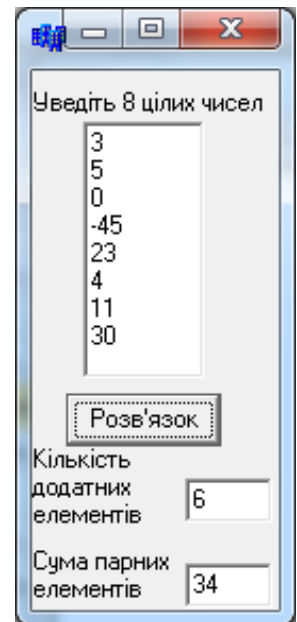 Уведіть 8 цілих чисел
3
5
0
-45
23
4
11
30
Розв'язок
Кількість
додатних
елементів
6
Сума парних
елементів
34